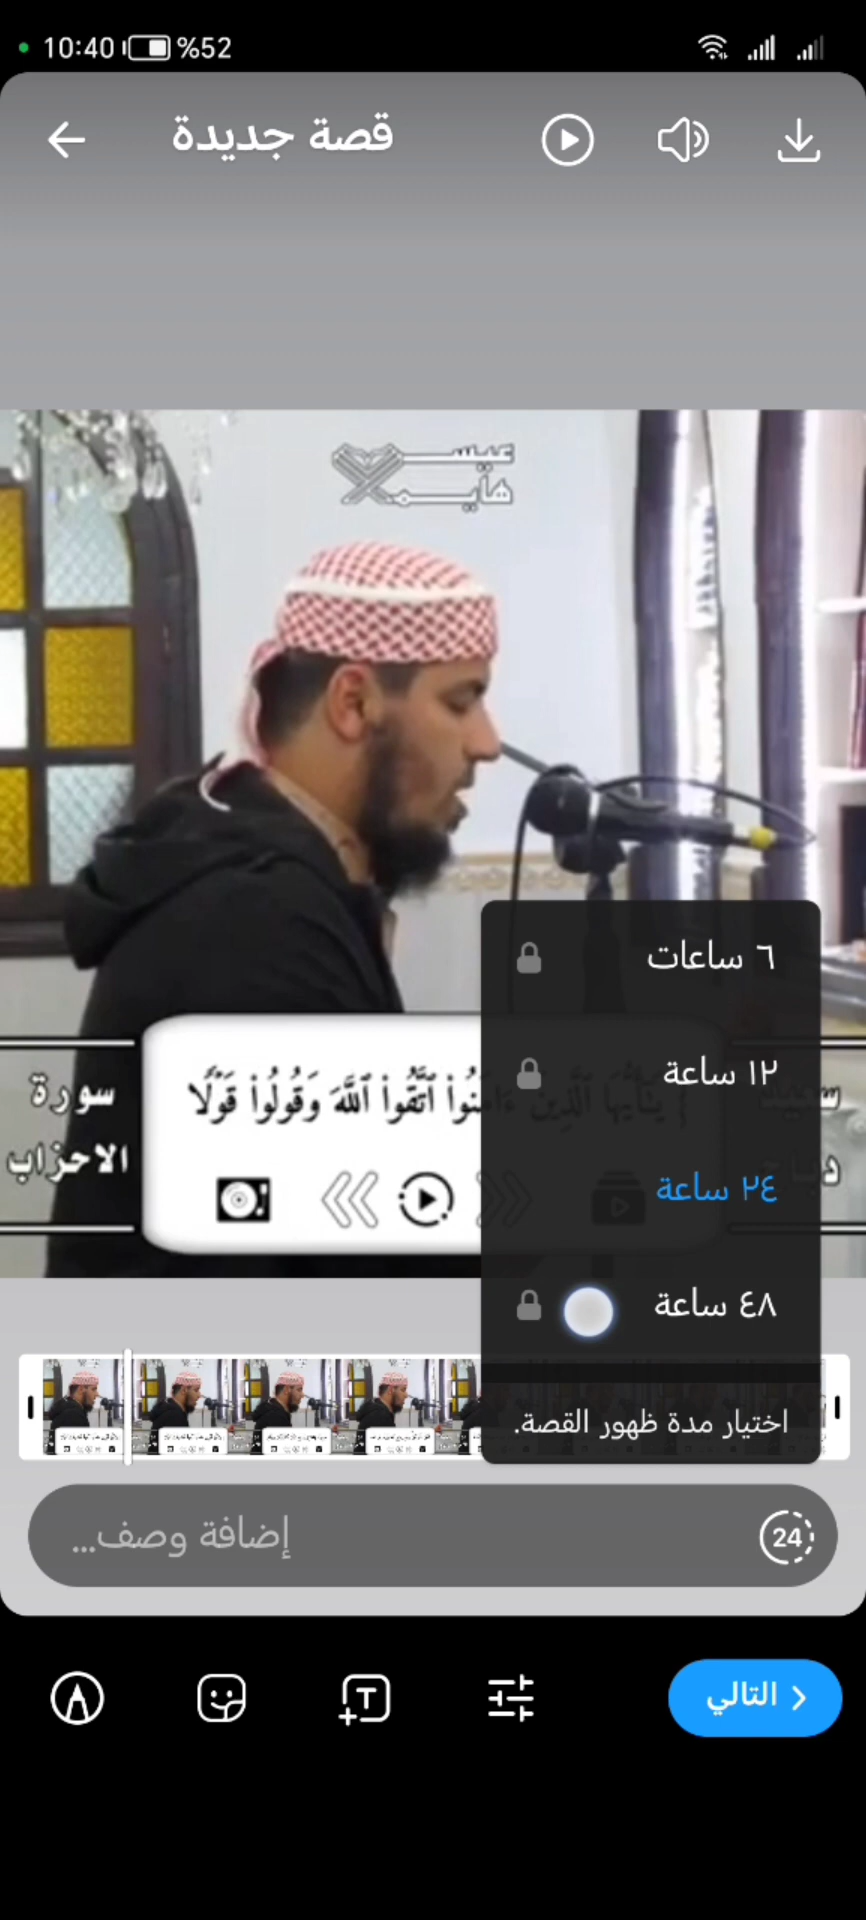 10:40 %52
قصة جديدة
عيسى
هايم
٦ ساعات
١٢ ساعة
٢٤ ساعة
٤٨ ساعة
اختيار مدة ظهور القصة.
يَٰٓأَيُّهَا ٱلَّذِينَ ءَامَنُواْ ٱتَّقُواْ ٱللَّهَ وَقُولُواْ قَوْلًا
سورة
الاحزاب
سعيد
إضافة وصف...
24
T
التالي